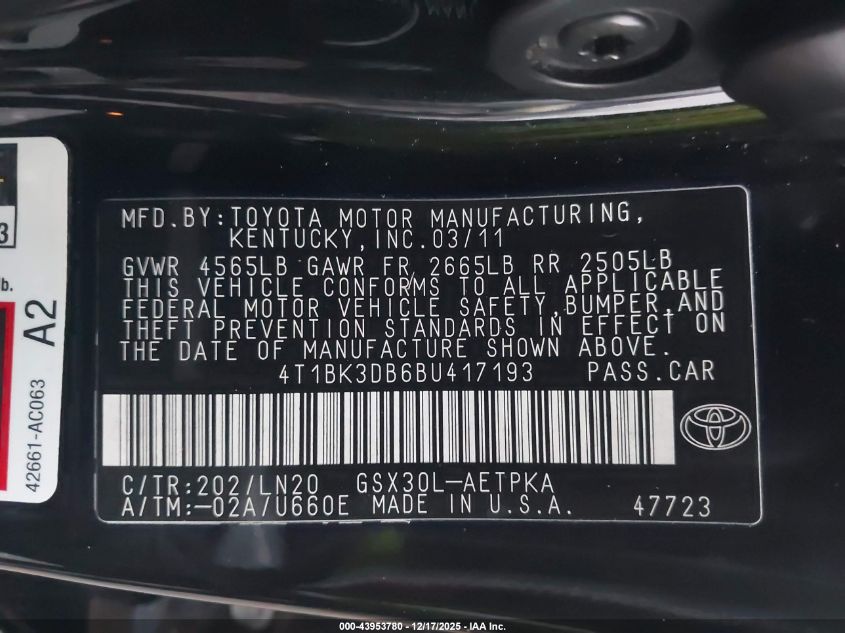 MFD.BY:TOYOTA MOTOR MANUFACTURING,
KENTUCKY,INC.03/11
GVWR 4565LB GAWR FR 2665LB RR 2505LB
THIS VEHICLE CONFORMS TO ALL APPLICABLE
FEDERAL MOTOR VEHICLE SAFETY,BUMPER,AND
THEFT PREVENTION STANDARDS IN EFFECT ON
THE DATE OF MANUFACTURE SHOWN ABOVE.
4T1BK3DB6BU417193 PASS.CAR
C/TR:202/LN20 GSX30L-AETPKA
A/TM:-02A/U660E MADE IN U.S.A. 47723
3
lb.
A2
42661-AC063
000-43953780 - 12/17/2025 - IAA Inc.